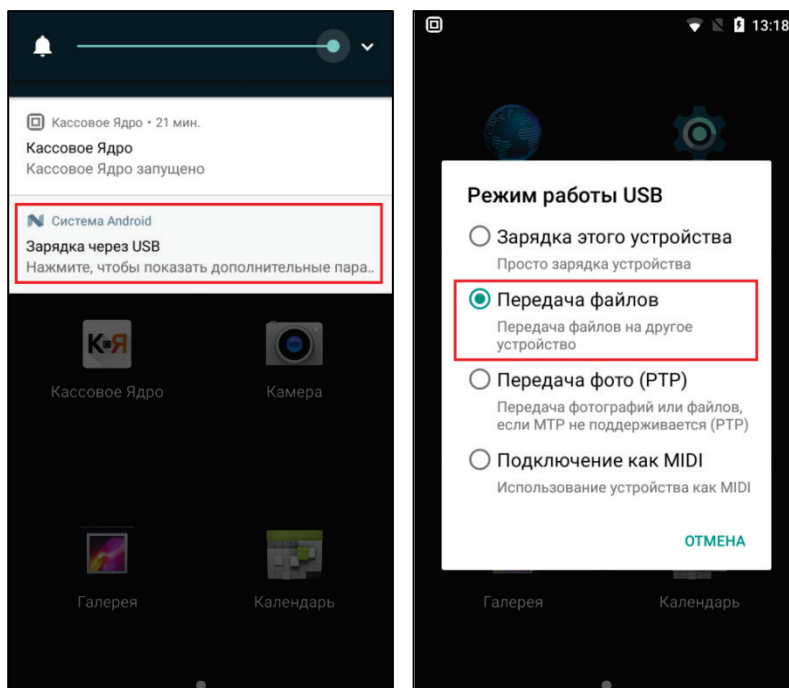 Кассовое Ядро • 21 мин.
Кассовое Ядро
Кассовое Ядро запущено
Система Android
Зарядка через USB
Нажмите, чтобы показать дополнительные пара..
К Я
Кассовое Ядро
Камера
Галерея
Календарь
13:18
Режим работы USB
Зарядка этого устройства
Просто зарядка устройства
Передача файлов
Передача файлов на другое
устройство
Передача фото (PTP)
Передача фотографий или файлов,
если MTP не поддерживается (PTP)
Подключение как MIDI
Использование устройства как MIDI
ОТМЕНА
Галерея
Календарь